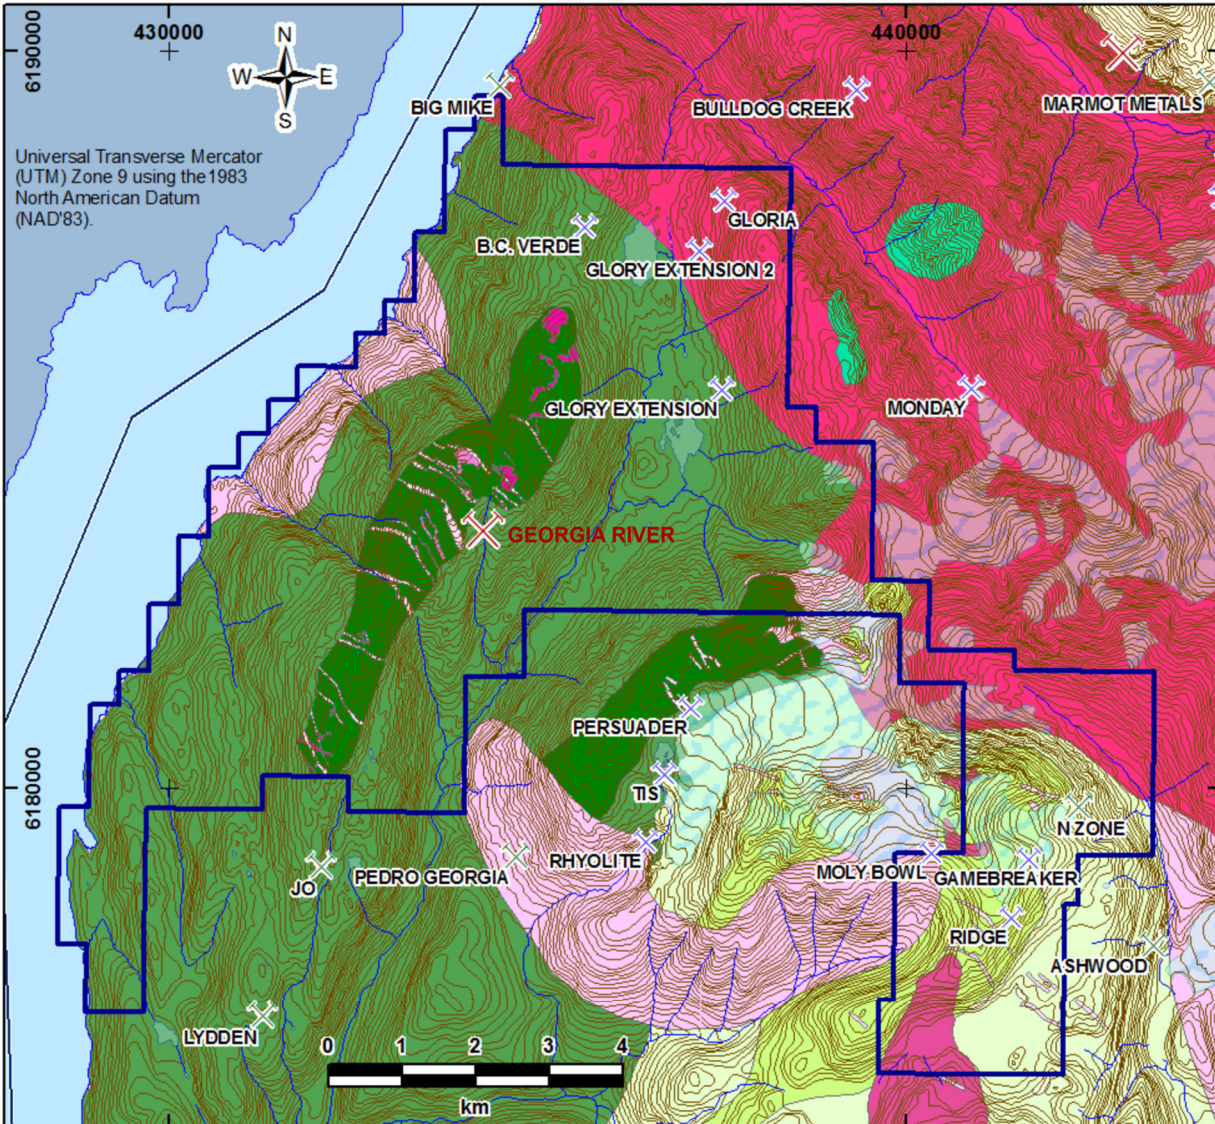 430000
440000
6190000
N
W
E
S
BIG MIKE
BULLDOG CREEK
MARMOT METALS
Universal Transverse Mercator
(UTM) Zone 9 using the 1983
North American Datum
(NAD'83).
GLORIA
B.C. VERDE
GLORY EXTENSION 2
GLORY EXTENSION
MONDAY
GEORGIA RIVER
PERSUADER
6180000
TIS
N ZONE
RHYOLITE
MOLY BOWL
GAMEBREAKER
PEDRO GEORGIA
JO
RIDGE
ASHWOOD
LYDDEN
0 1 2 3 4
km